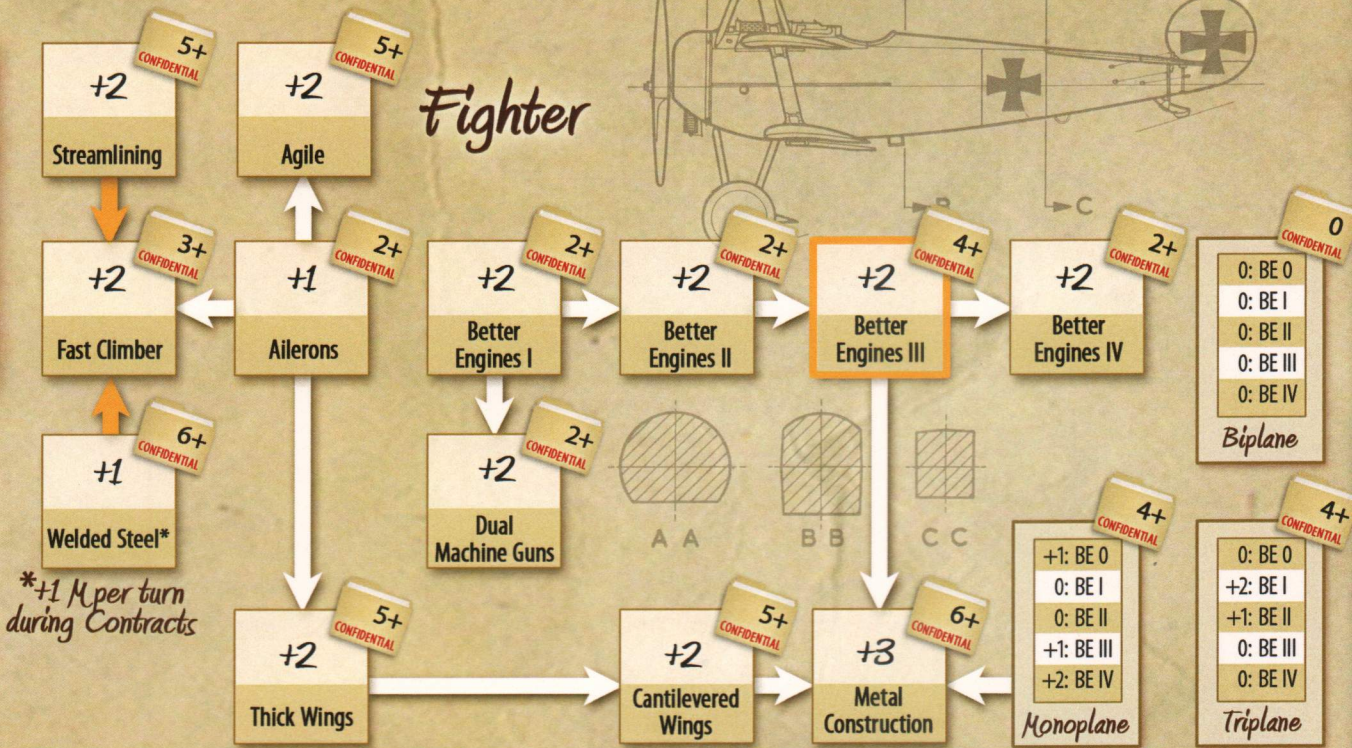 5+
CONFIDENTIAL
+2
Streamlining
5+
CONFIDENTIAL
+2
Agile
Fighter
B
C
3+
CONFIDENTIAL
+2
Fast Climber
2+
CONFIDENTIAL
+1
Ailerons
2+
CONFIDENTIAL
+2
Better
Engines I
2+
CONFIDENTIAL
+2
Better
Engines II
4+
CONFIDENTIAL
+2
Better
Engines III
2+
CONFIDENTIAL
+2
Better
Engines IV
0
CONFIDENTIAL
0: BE 0
0: BE I
0: BE II
0: BE III
0: BE IV
Biplane
6+
CONFIDENTIAL
+1
Welded Steel*
*+1 M per turn
during Contracts
2+
CONFIDENTIAL
+2
Dual
Machine Guns
A A
B B
C C
5+
CONFIDENTIAL
+2
Thick Wings
5+
CONFIDENTIAL
+2
Cantilevered
Wings
6+
CONFIDENTIAL
+3
Metal
Construction
4+
CONFIDENTIAL
+1: BE 0
0: BE I
0: BE II
+1: BE III
+2: BE IV
Monoplane
4+
CONFIDENTIAL
0: BE 0
+2: BE I
+1: BE II
0: BE III
0: BE IV
Triplane